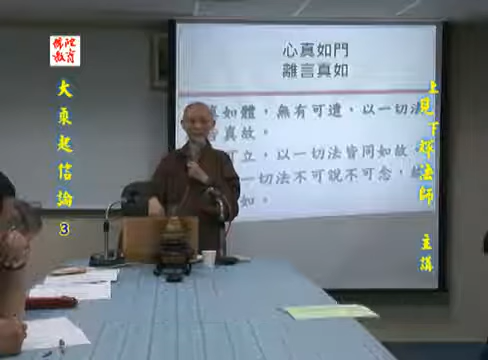 佛陀
教育
大乘起信論
3
心真如門
離言真如
真如體，無有可遣，以一切法
言真故。
可立，以一切法皆同如故
一切法不可說不可念，
如。
上見下輝法師 主講